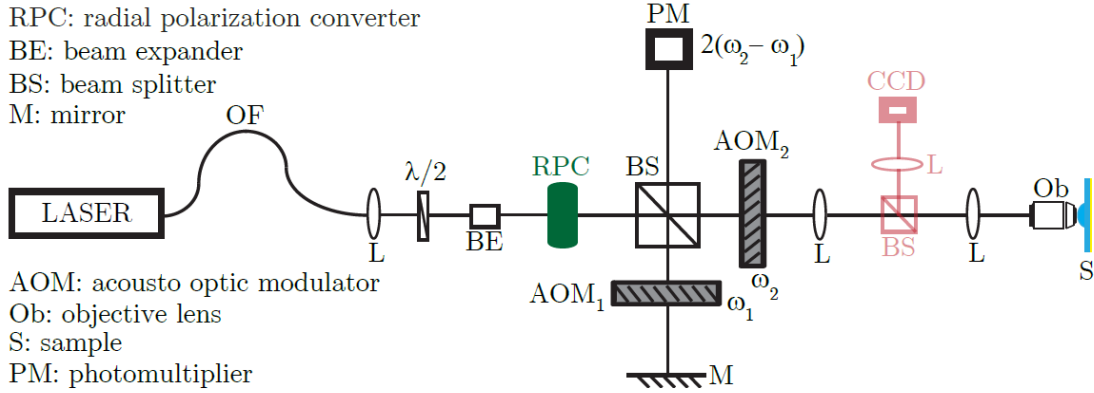 RPC: radial polarization converter
BE: beam expander
BS: beam splitter
M: mirror
PM
2(ω₂− ω₁)
OF
CCD
AOM₂
λ/2
RPC
BS
L
Ob
LASER
L
BE
L
BS
L
S
AOM₁
ω₁
ω₂
M
AOM: acousto optic modulator
Ob: objective lens
S: sample
PM: photomultiplier